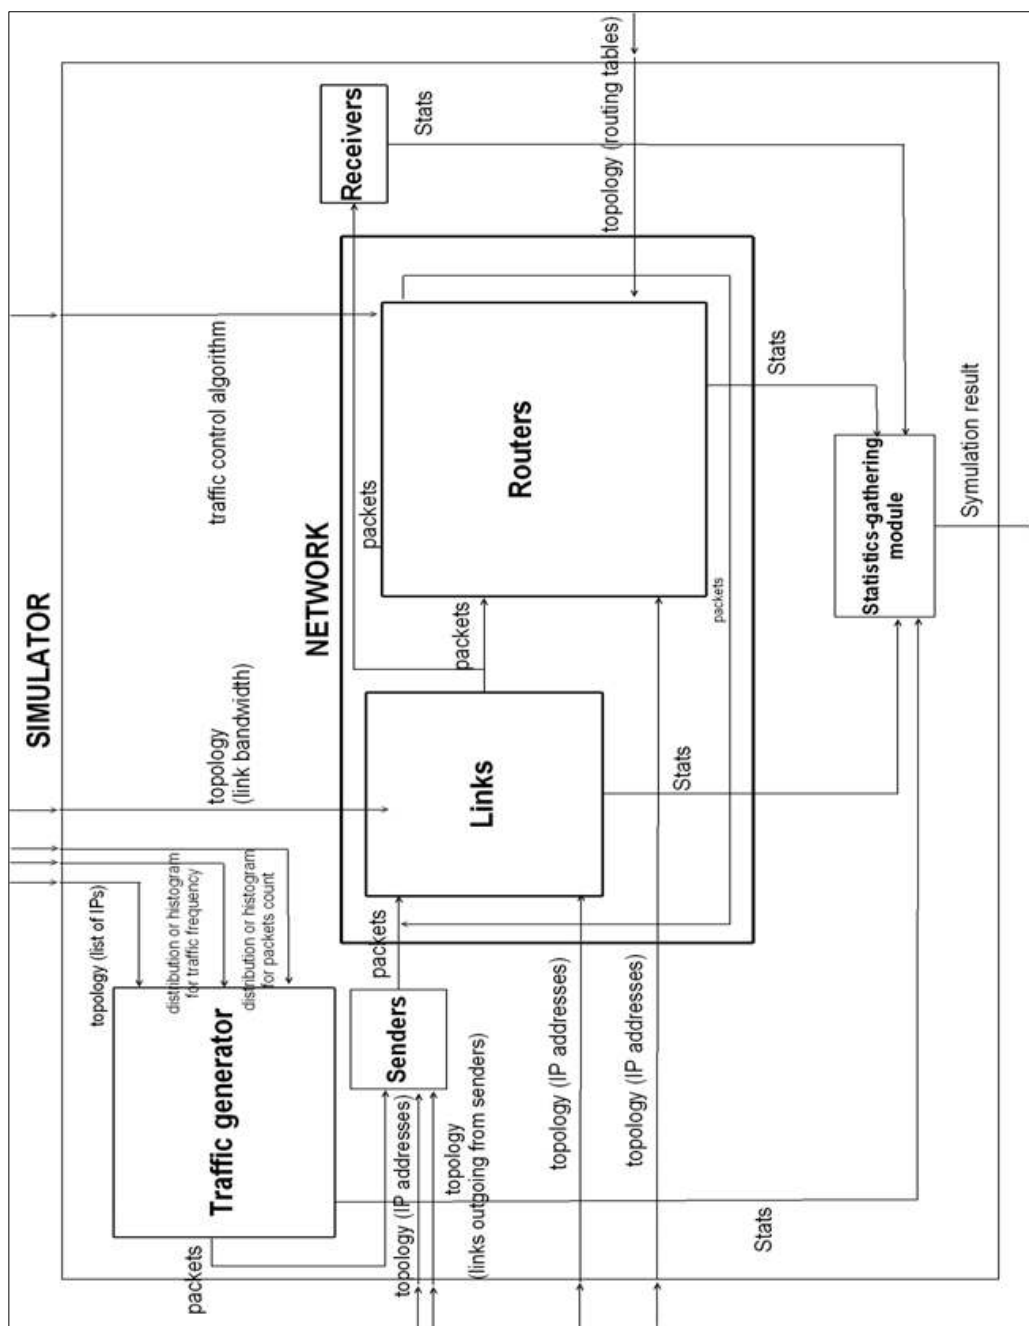 SIMULATOR
topology (list of IPs)
distribution or histogram
for traffic frequency
distribution or histogram
for packets count
topology
(link bandwidth)
traffic control algorithm
Traffic generator
packets
NETWORK
Receivers
Stats
Senders
packets
packets
packets
topology (IP addresses)
topology
(links outgoing from senders)
Links
Routers
topology (routing tables)
topology (IP addresses)
topology (IP addresses)
Stats
packets
Stats
Stats
Statistics-gathering
module
Symulation result